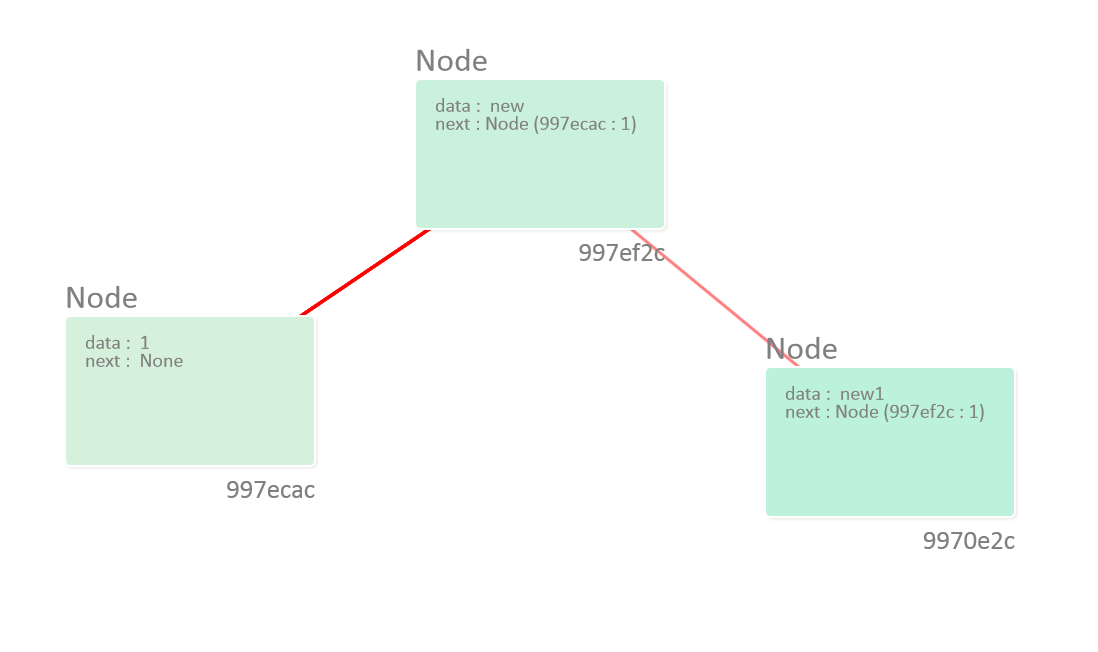 Node
data :  new
next : Node (997ecac : 1)
997ef2c
Node
data :  1
next :  None
997ecac
Node
data :  new1
next : Node (997ef2c : 1)
9970e2c